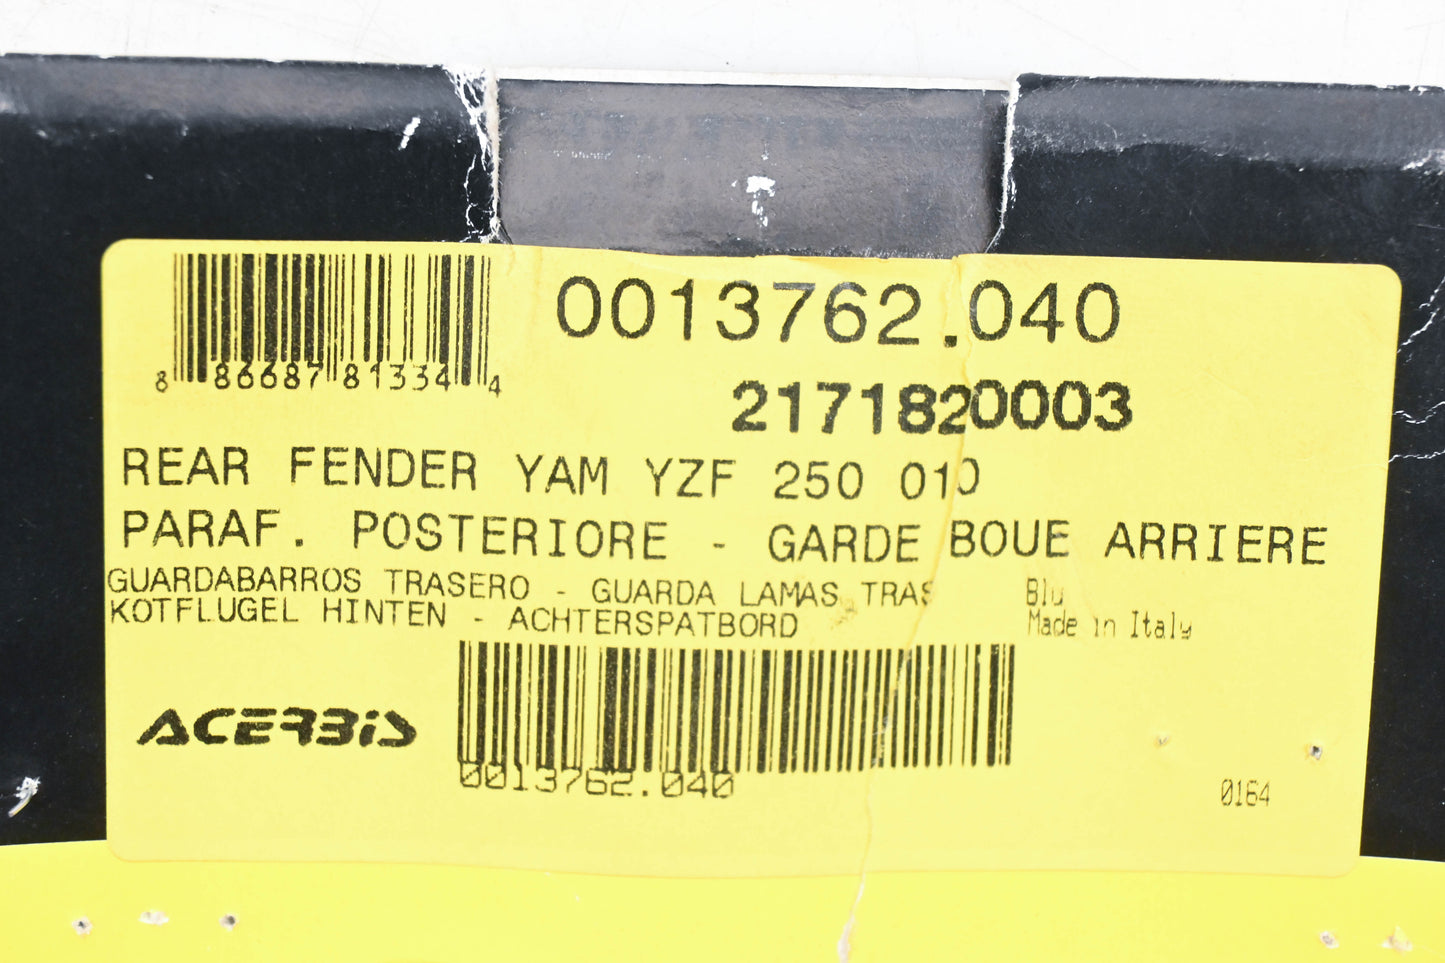 0013762.040
8 86687 81334 4
2171820003
REAR FENDER YAM YZF 250 010
PARAF. POSTERIORE - GARDE BOUE ARRIERE
GUARDABARROS TRASERO - GUARDA LAMAS TRAS
Blu
KOTFLUGEL HINTEN - ACHTERSPATBORD
Made in Italy
ACERBIS
0013762.040
0164